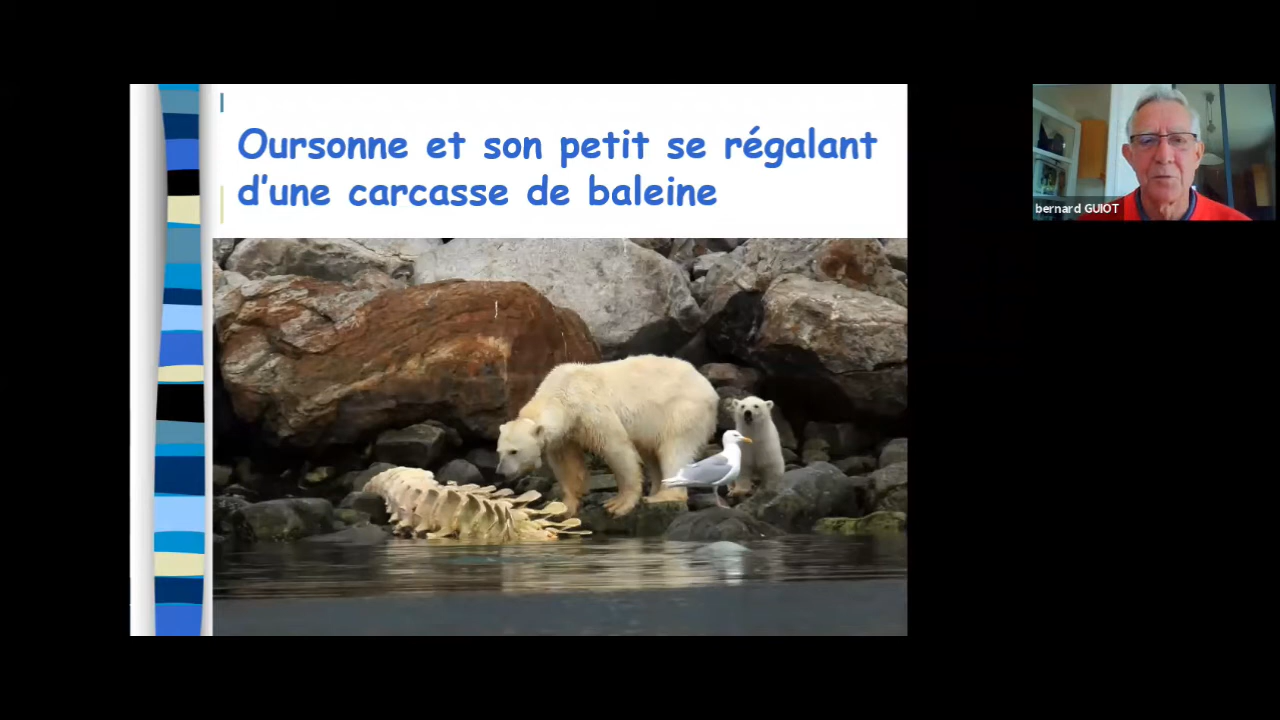 Oursonne et son petit se régalant
d'une carcasse de baleine
bernard GUIOT